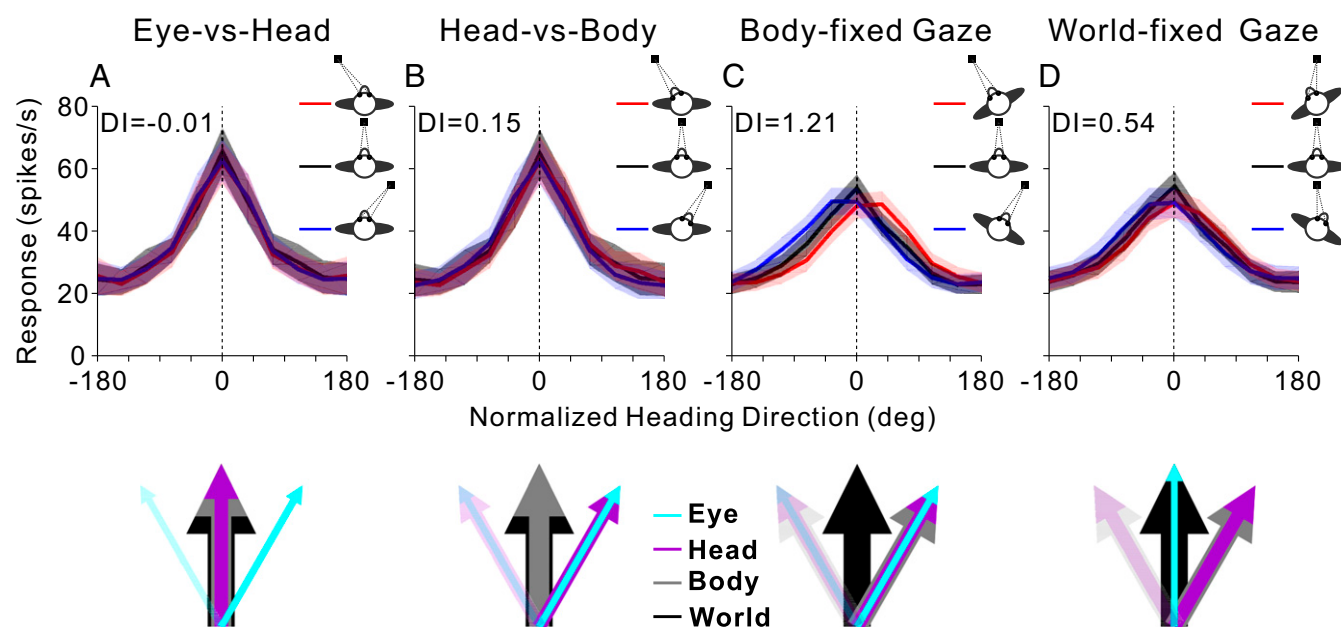 Eye-vs-Head Head-vs-Body Body-fixed Gaze World-fixed Gaze
A B C D
80 DI=-0.01 DI=0.15 DI=1.21 DI=0.54
60
40
20
0
Response (spikes/s)
-180 0 180 -180 0 180 -180 0 180 -180 0 180
Normalized Heading Direction (deg)
Eye
Head
Body
World